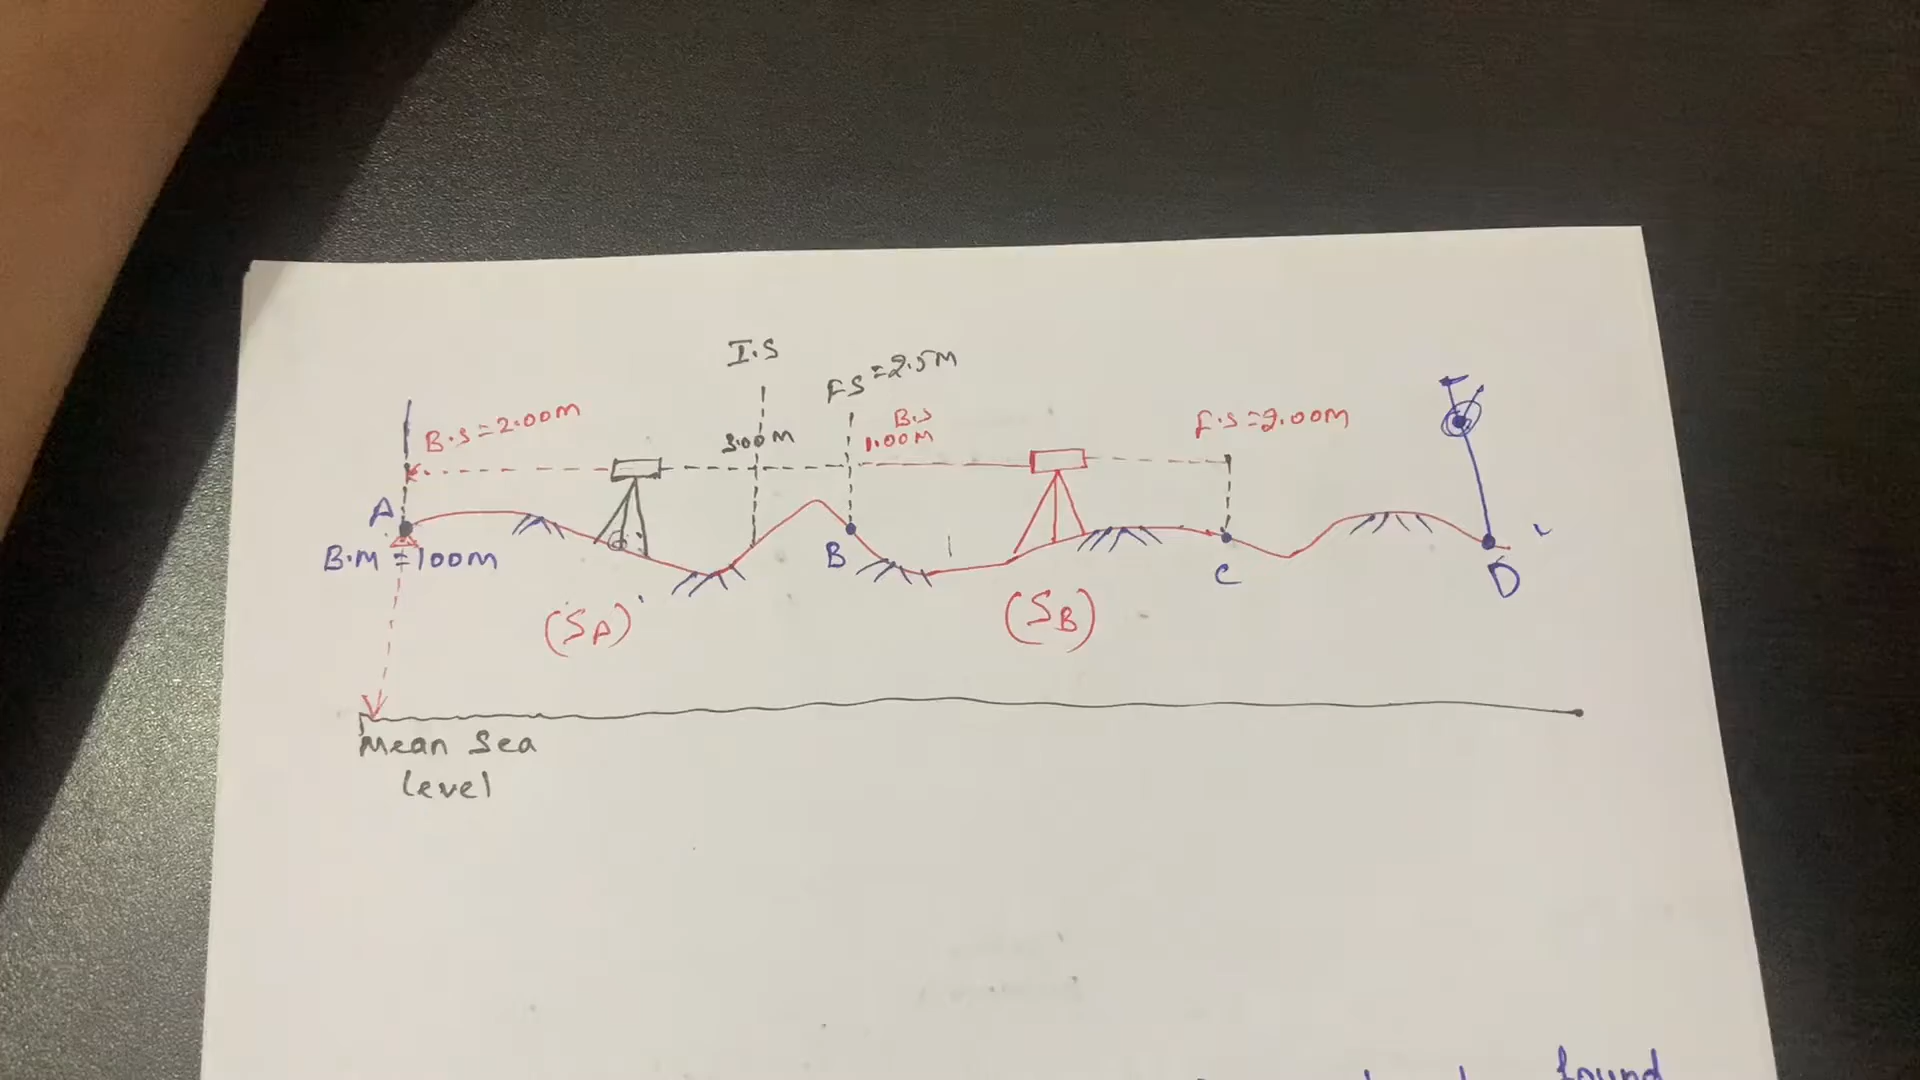 I.S
FS=2.5M
B.S=2.00M
3.00M
B.S
1.00M
F.S=2.00M
A
B.M=100M
B
C
D
(SA)
(SB)
Mean Sea
level
found